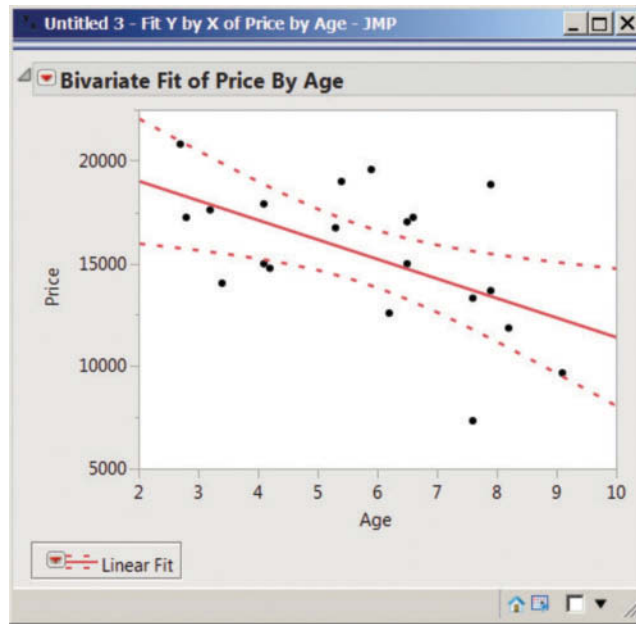 Untitled 3 - Fit Y by X of Price by Age - JMP
Bivariate Fit of Price By Age
20000
15000
10000
5000
Price
2 3 4 5 6 7 8 9 10
Age
Linear Fit